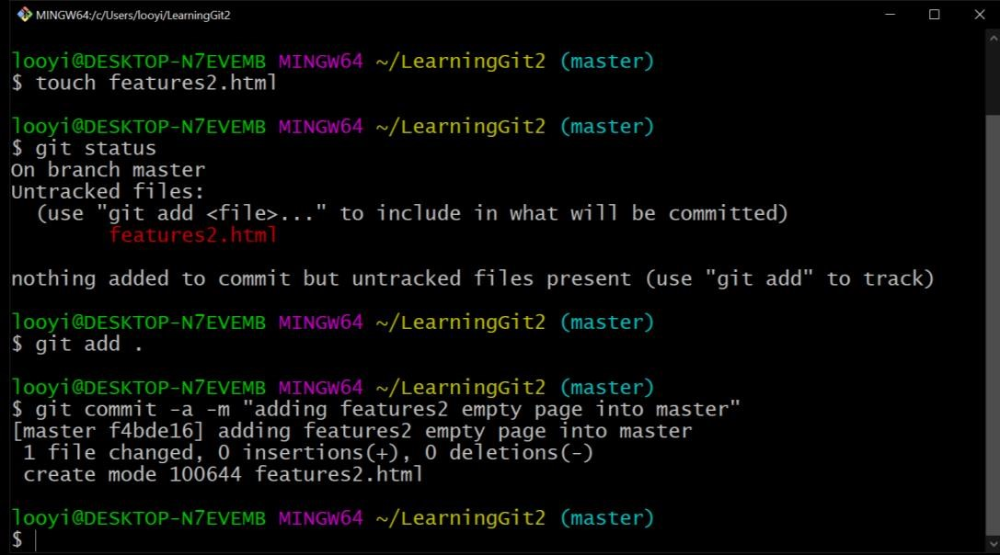 MINGW64:/c/Users/looyi/LearningGit2
looyi@DESKTOP-N7EVEMB MINGW64 ~/LearningGit2 (master)
$ touch features2.html
looyi@DESKTOP-N7EVEMB MINGW64 ~/LearningGit2 (master)
$ git status
On branch master
Untracked files:
  (use "git add <file>..." to include in what will be committed)
        features2.html
nothing added to commit but untracked files present (use "git add" to track)
looyi@DESKTOP-N7EVEMB MINGW64 ~/LearningGit2 (master)
$ git add .
looyi@DESKTOP-N7EVEMB MINGW64 ~/LearningGit2 (master)
$ git commit -a -m "adding features2 empty page into master"
[master f4bde16] adding features2 empty page into master
 1 file changed, 0 insertions(+), 0 deletions(-)
 create mode 100644 features2.html
looyi@DESKTOP-N7EVEMB MINGW64 ~/LearningGit2 (master)
$